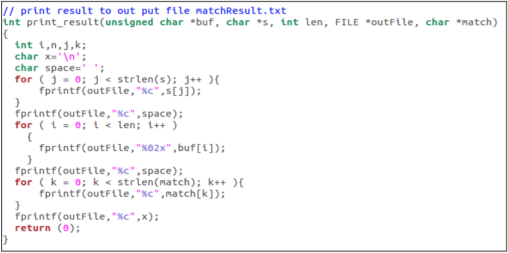 // print result to out put file matchResult.txt
int print_result(unsigned char *buf, char *s, int len, FILE *outFile, char *match)
{
  int i,n,j,k;
  char x='\n';
  char space=' ';
  for ( j = 0; j < strlen(s); j++ ){
      fprintf(outFile,"%c",s[j]);
  }
  fprintf(outFile,"%c",space);
  for ( i = 0; i < len; i++ )
    {
      fprintf(outFile,"%02x",buf[i]);
    }
  fprintf(outFile,"%c",space);
  for ( k = 0; k < strlen(match); k++ ){
      fprintf(outFile,"%c",match[k]);
  }
  fprintf(outFile,"%c",x);
  return (0);
}